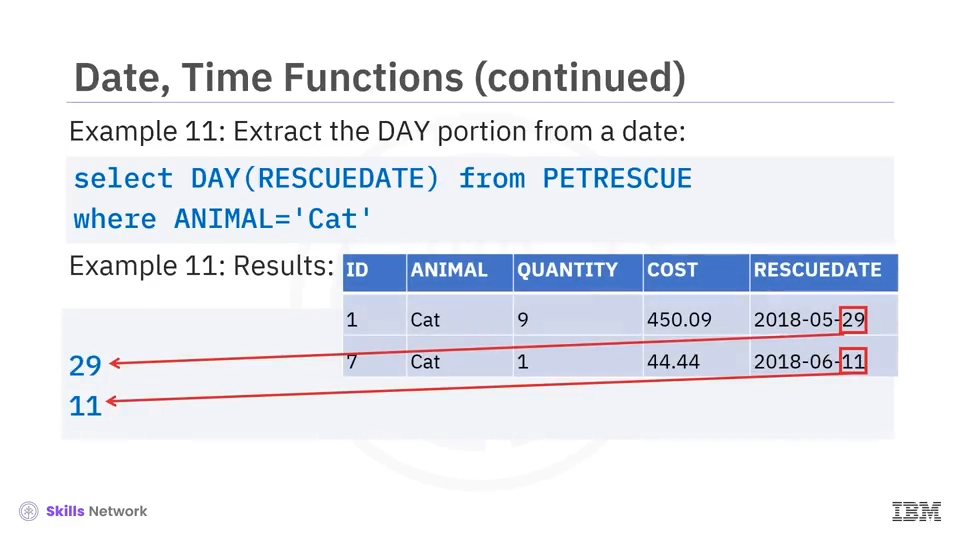 Date, Time Functions (continued)
Example 11: Extract the DAY portion from a date:
select DAY(RESCUEDATE) from PETRESCUE
where ANIMAL='Cat'
Example 11: Results:
ID ANIMAL QUANTITY COST RESCUEDATE
1 Cat 9 450.09 2018-05-29
7 Cat 1 44.44 2018-06-11
29
11
Skills Network
IBM